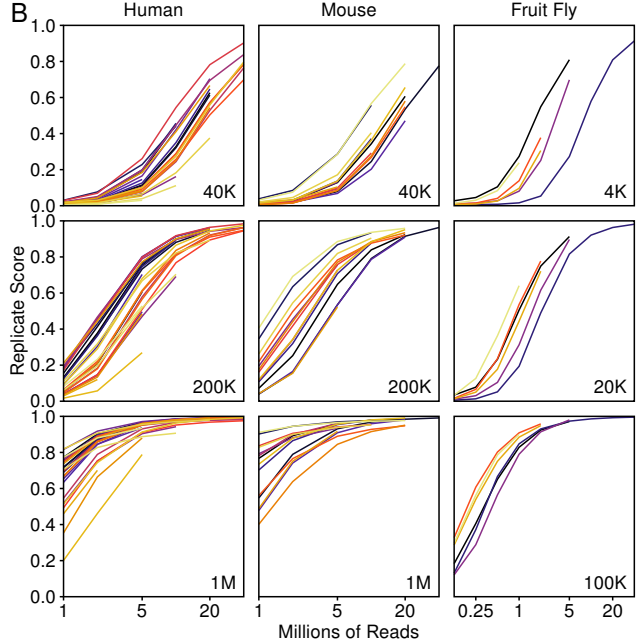 B
Human Mouse Fruit Fly
1.0
0.8
0.6
0.4
0.2
0.0
40K 40K 4K
1.0
0.8
0.6
0.4
0.2
0.0
200K 200K 20K
Replicate Score
1.0
0.8
0.6
0.4
0.2
0.0
1M 1M 100K
1 5 20 1 5 20 0.25 1 5 20
Millions of Reads